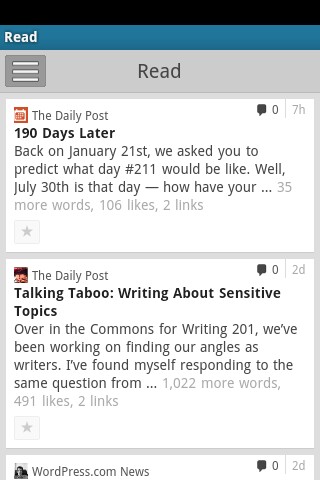 Read
Read
The Daily Post
0 7h
190 Days Later
Back on January 21st, we asked you to
predict what day #211 would be like. Well,
July 30th is that day — how have your ... 35
more words, 106 likes, 2 links
The Daily Post
0 2d
Talking Taboo: Writing About Sensitive
Topics
Over in the Commons for Writing 201, we’ve
been working on finding our angles as
writers. I’ve found myself responding to the
same question from ... 1,022 more words,
491 likes, 2 links
WordPress.com News
0 2d